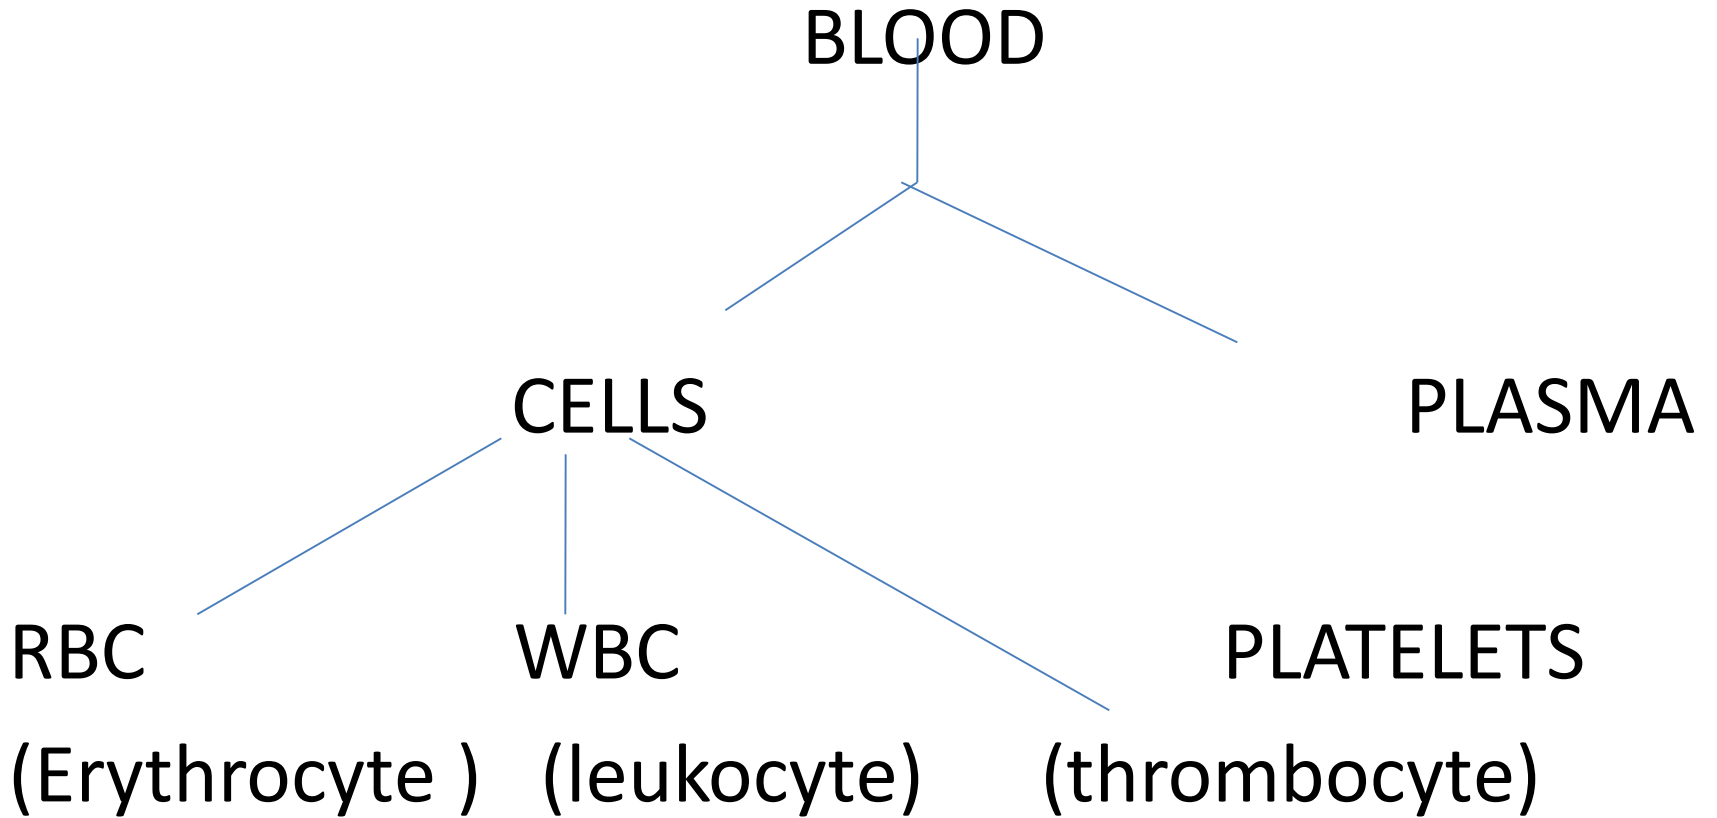 BLOOD
CELLS PLASMA
RBC WBC PLATELETS
(Erythrocyte ) (leukocyte) (thrombocyte)